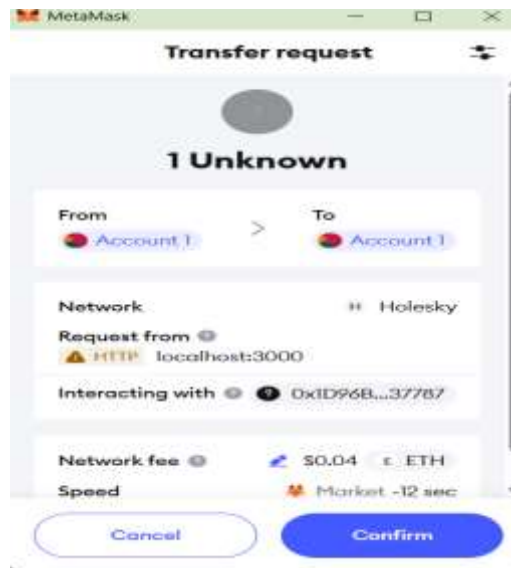 MetaMask
Transfer request
1 Unknown
From
To
Account 1
>
Account 1
Network
Holesky
Request from
HTTP localhost:3000
Interacting with
0x1D96B...37787
Network fee
$0.04
ETH
Speed
Market ~12 sec
Cancel
Confirm